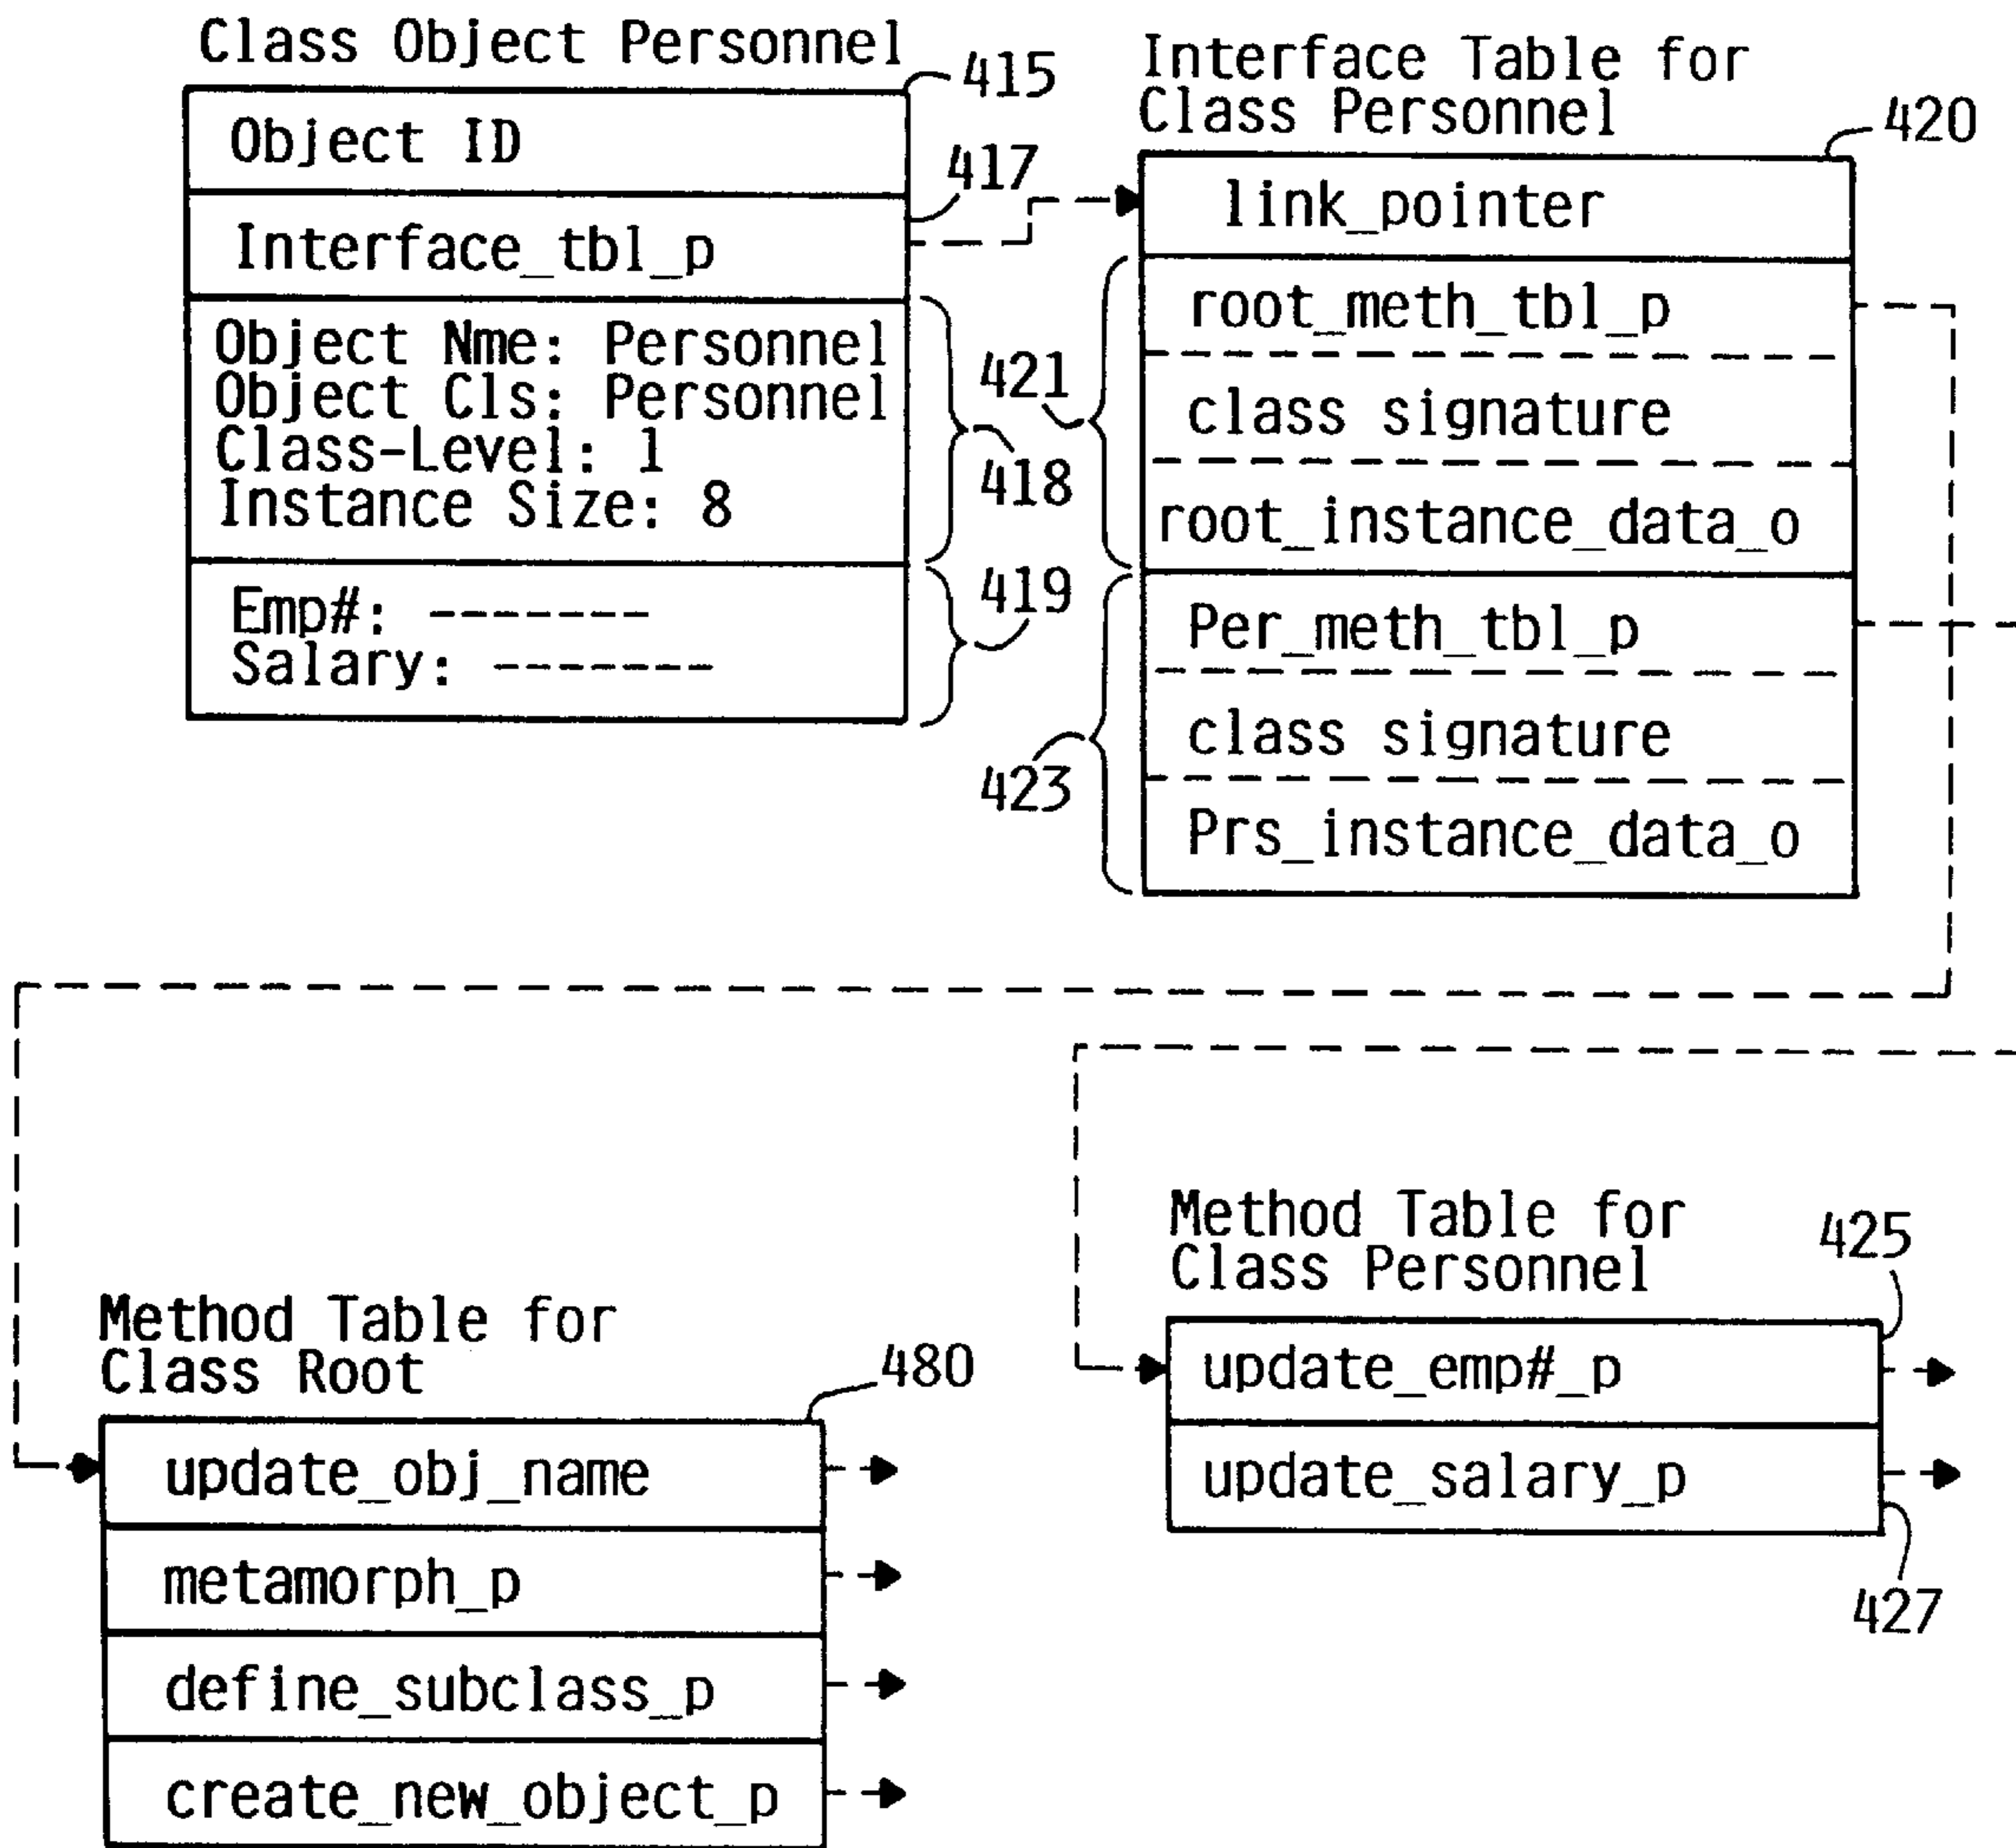 Class Object Personnel
415
Object ID
417
Interface_tbl_p
Object Nme: Personnel
Object Cls: Personnel
Class-Level: 1
Instance Size: 8
418
Emp#: -------
Salary: -------
419
Interface Table for
Class Personnel
420
link_pointer
421
root_meth_tbl_p
class signature
root_instance_data_o
423
Per_meth_tbl_p
class signature
Prs_instance_data_o
Method Table for
Class Root
480
update_obj_name
metamorph_p
define_subclass_p
create_new_object_p
Method Table for
Class Personnel
425
update_emp#_p
update_salary_p
427